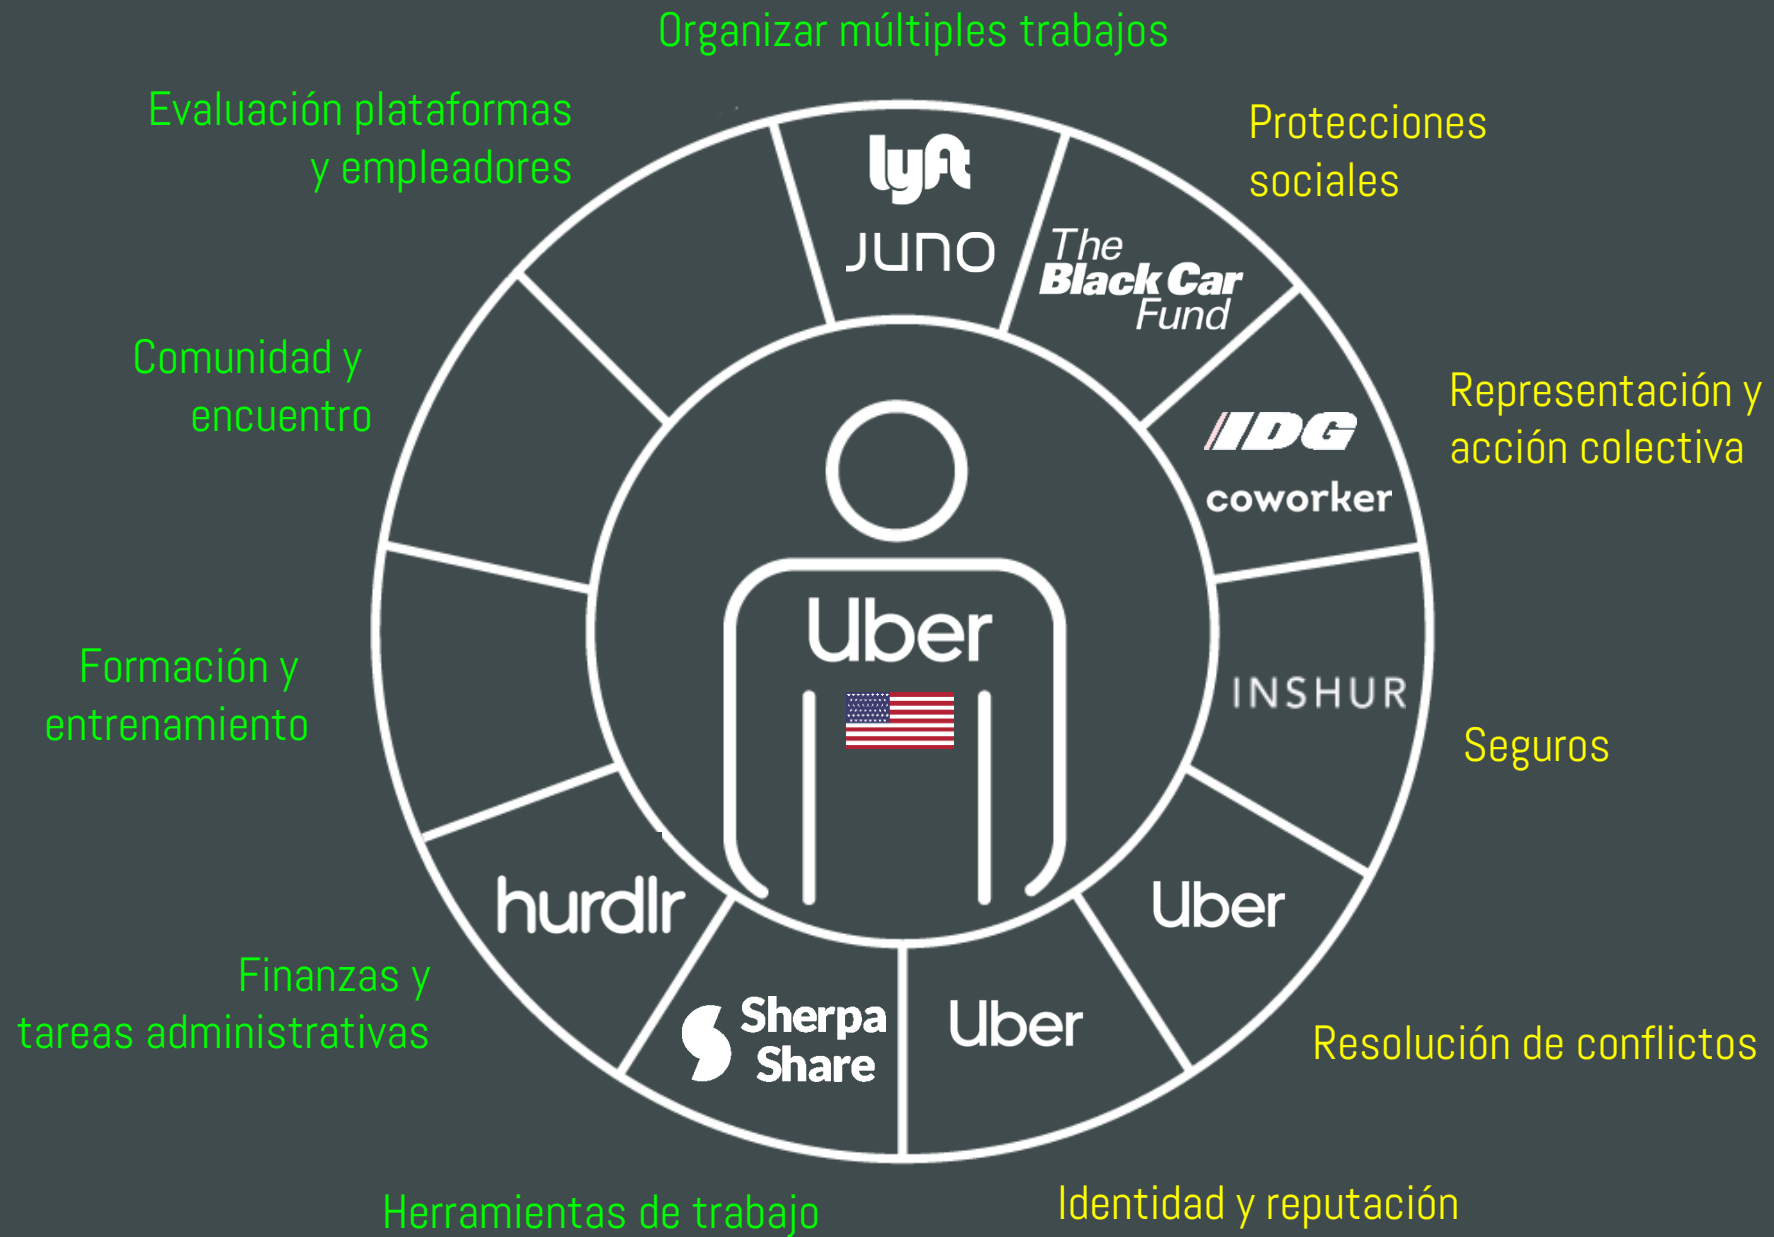 Organizar múltiples trabajos
Evaluación plataformas
y empleadores
Protecciones
sociales
lyft
JUNO
The
Black Car
Fund
Comunidad y
encuentro
Representación y
acción colectiva
IDG
coworker
Uber
Formación y
entrenamiento
INSHUR
Seguros
hurdlr
Uber
Finanzas y
tareas administrativas
Sherpa
Share
Uber
Resolución de conflictos
Herramientas de trabajo
Identidad y reputación